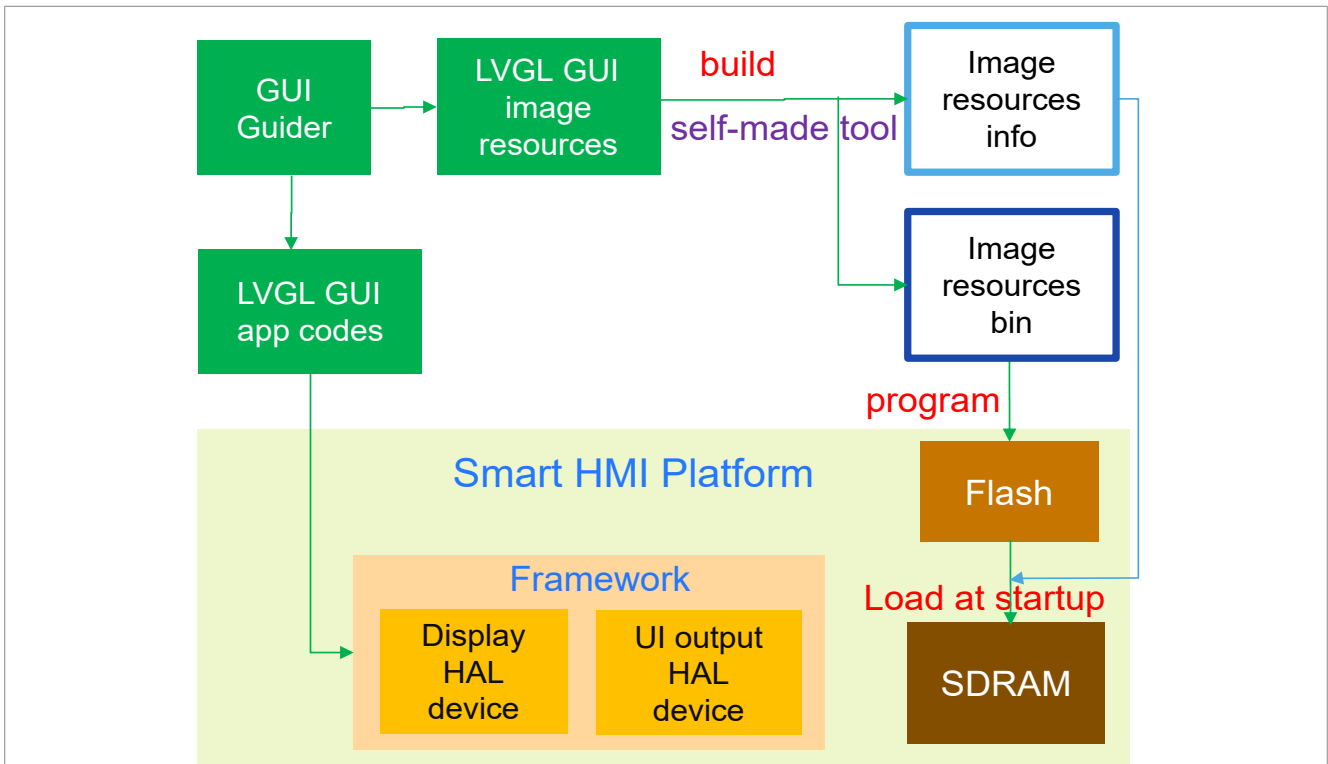 GUI
Guider
LVGL GUI
image
resources
build
self-made tool
Image
resources
info
LVGL GUI
app codes
Image
resources
bin
program
Smart HMI Platform
Flash
Framework
Load at startup
Display
HAL
device
UI output
HAL
device
SDRAM